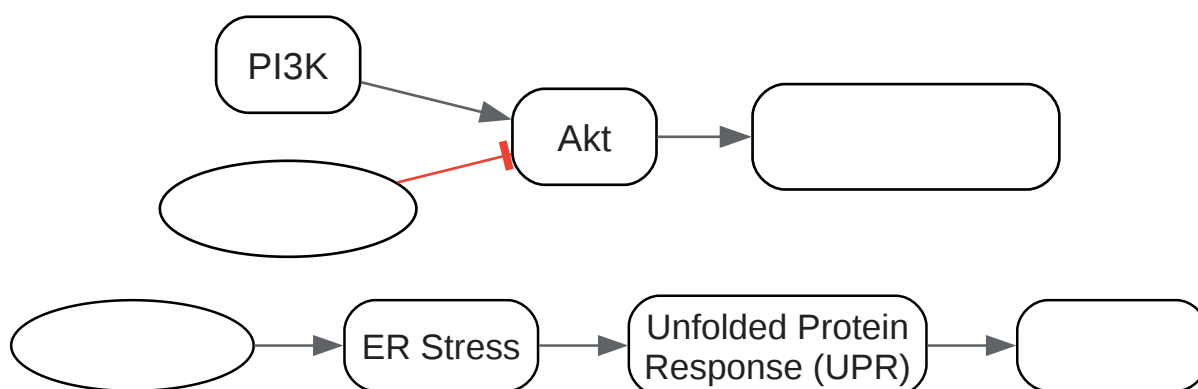 PI3K
Akt
ER Stress
Unfolded Protein
Response (UPR)